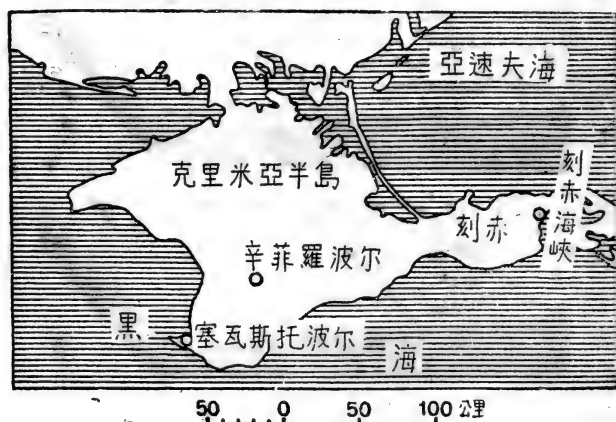 亞速夫海
克里米亞半島
刻赤海峽
刻赤
辛菲羅波尔
黑
塞瓦斯托波尔
海
50 0 50 100 公里